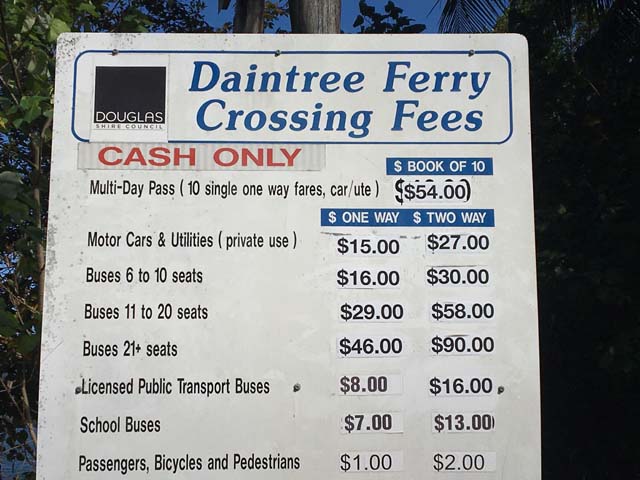 Daintree Ferry
Crossing Fees
DOUGLAS
SHIRE COUNCIL
CASH ONLY
$ BOOK OF 10
Multi-Day Pass ( 10 single one way fares, car/ute ) $54.00
$ ONE WAY $ TWO WAY
Motor Cars & Utilities ( private use ) $15.00 $27.00
Buses 6 to 10 seats $16.00 $30.00
Buses 11 to 20 seats $29.00 $58.00
Buses 21+ seats $46.00 $90.00
Licensed Public Transport Buses $8.00 $16.00
School Buses $7.00 $13.00
Passengers, Bicycles and Pedestrians $1.00 $2.00